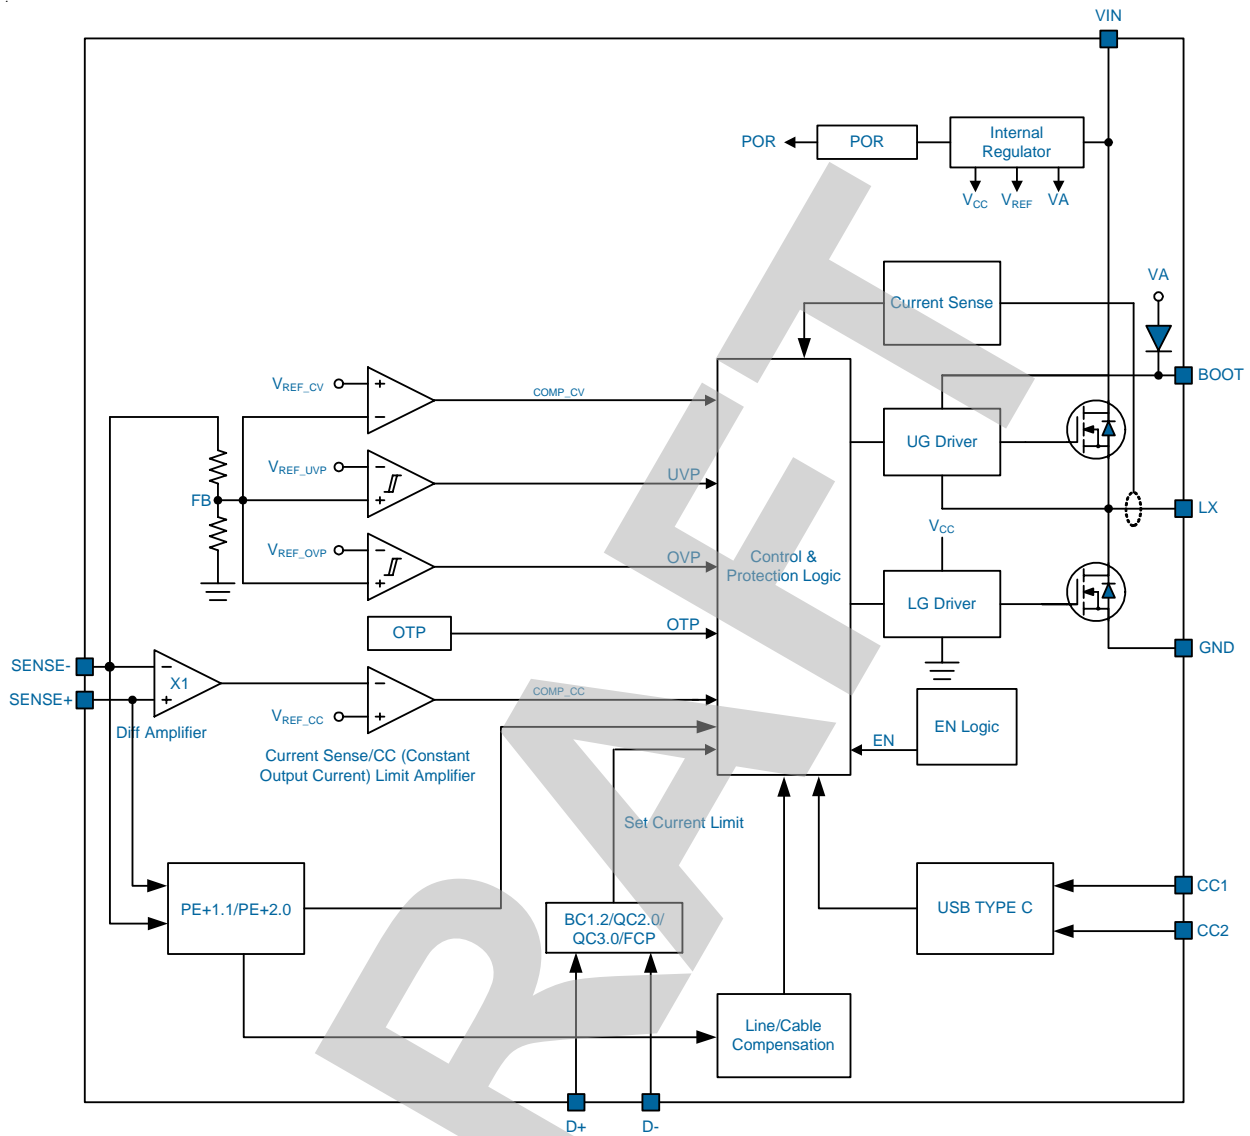 VIN
POR
POR
Internal
Regulator
VCC
VREF
VA
Current Sense
VA
BOOT
VREF_CV
+
−
COMP_CV
UG Driver
VREF_UVP
−
+
UVP
FB
LX
VCC
VREF_OVP
−
+
OVP
Control &
Protection Logic
LG Driver
OTP
OTP
GND
SENSE-
SENSE+
−
X1
+
Diff Amplifier
−
+
VREF_CC
COMP_CC
Current Sense/CC (Constant
Output Current) Limit Amplifier
EN
EN Logic
Set Current Limit
PE+1.1/PE+2.0
BC1.2/QC2.0/
QC3.0/FCP
USB TYPE C
CC1
CC2
Line/Cable
Compensation
D+
D-
RAFT